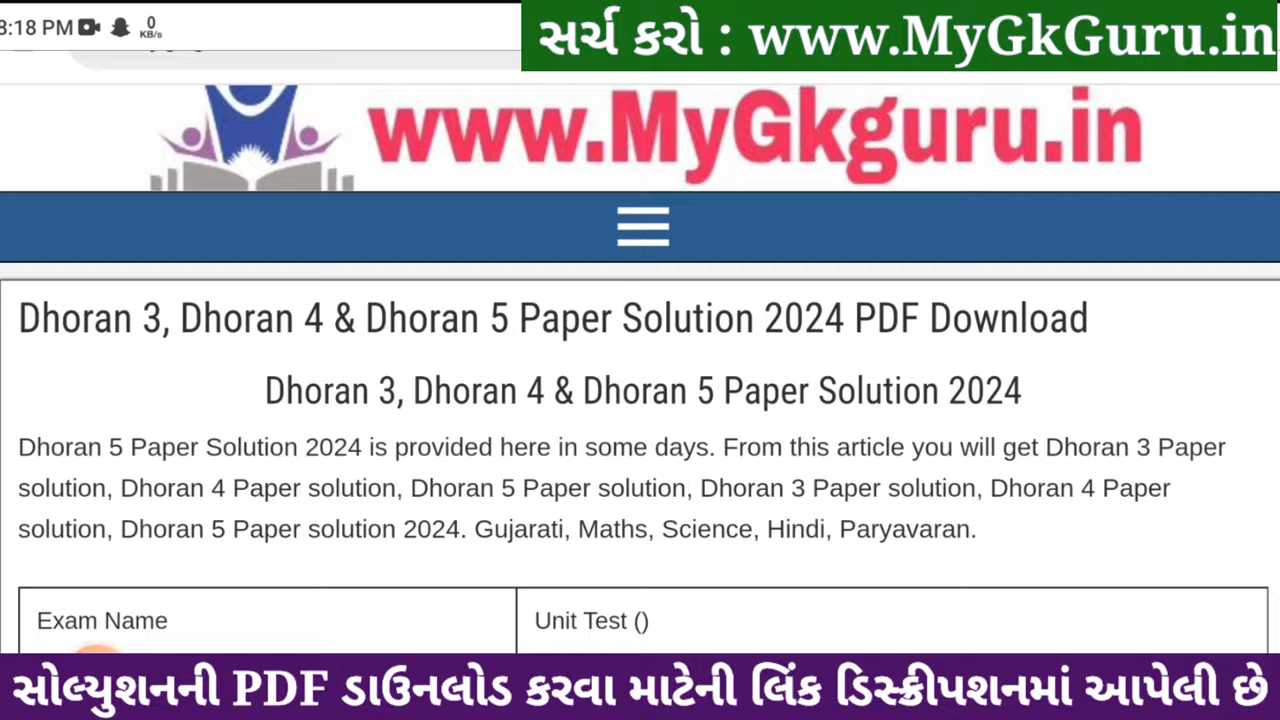 8:18 PM 0 KB/s
સર્ચ કરો : www.MyGkGuru.in
www.MyGkguru.in
Dhoran 3, Dhoran 4 & Dhoran 5 Paper Solution 2024 PDF Download
Dhoran 3, Dhoran 4 & Dhoran 5 Paper Solution 2024
Dhoran 5 Paper Solution 2024 is provided here in some days. From this article you will get Dhoran 3 Paper
solution, Dhoran 4 Paper solution, Dhoran 5 Paper solution, Dhoran 3 Paper solution, Dhoran 4 Paper
solution, Dhoran 5 Paper solution 2024. Gujarati, Maths, Science, Hindi, Paryavaran.
Exam Name Unit Test ()
સોલ્યુશનની PDF ડાઉનલોડ કરવા માટેની લિંક ડિસ્ક્રીપશનમાં આપેલી છે